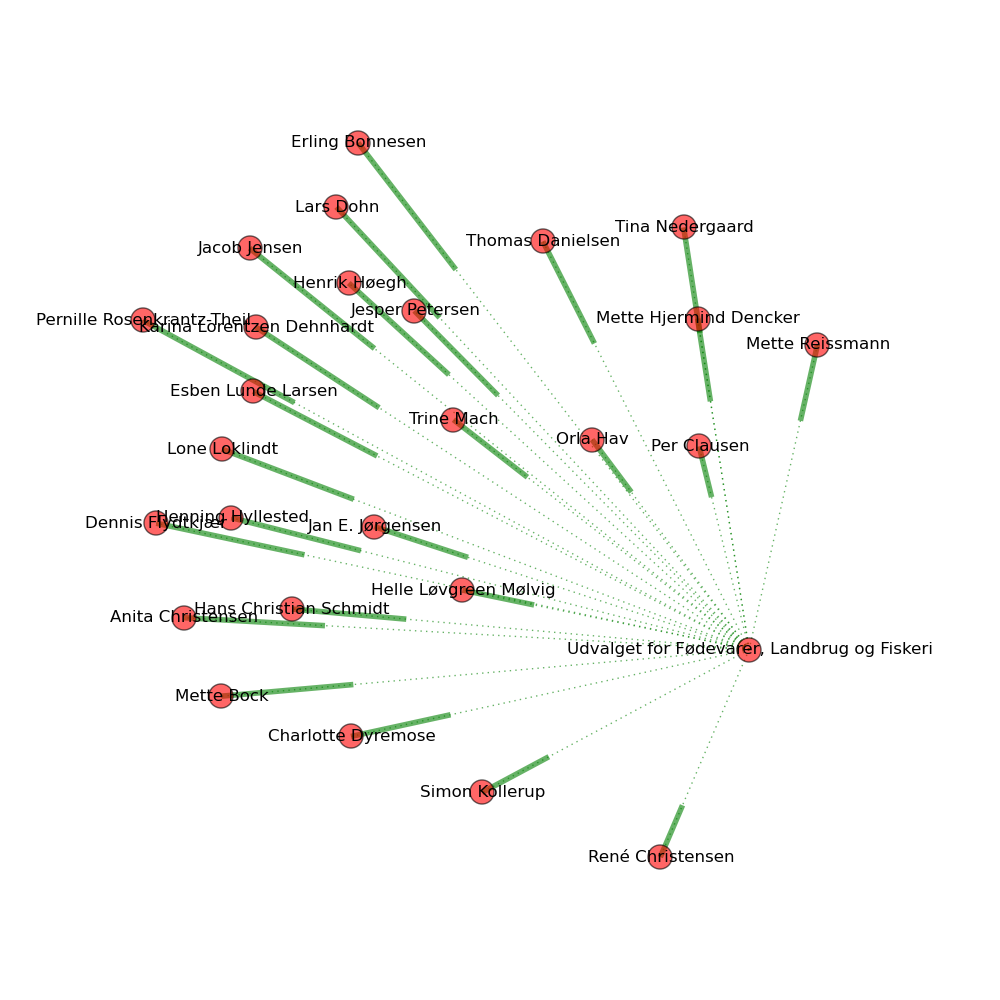 Erling Bonnesen
Lars Dohn
Tina Nedergaard
Thomas Danielsen
Jacob Jensen
Henrik Høegh
Jesper Petersen
Mette Hjermind Dencker
Pernille Rosenkrantz-Theil
Karina Lorentzen Dehnhardt
Mette Reissmann
Esben Lunde Larsen
Trine Mach
Orla Hav
Per Clausen
Lone Loklindt
Henning Hyllested
Dennis Flydtkjær
Jan E. Jørgensen
Helle Løvgreen Mølvig
Hans Christian Schmidt
Anita Christensen
Udvalget for Fødevarer, Landbrug og Fiskeri
Mette Bock
Charlotte Dyremose
Simon Kollerup
René Christensen